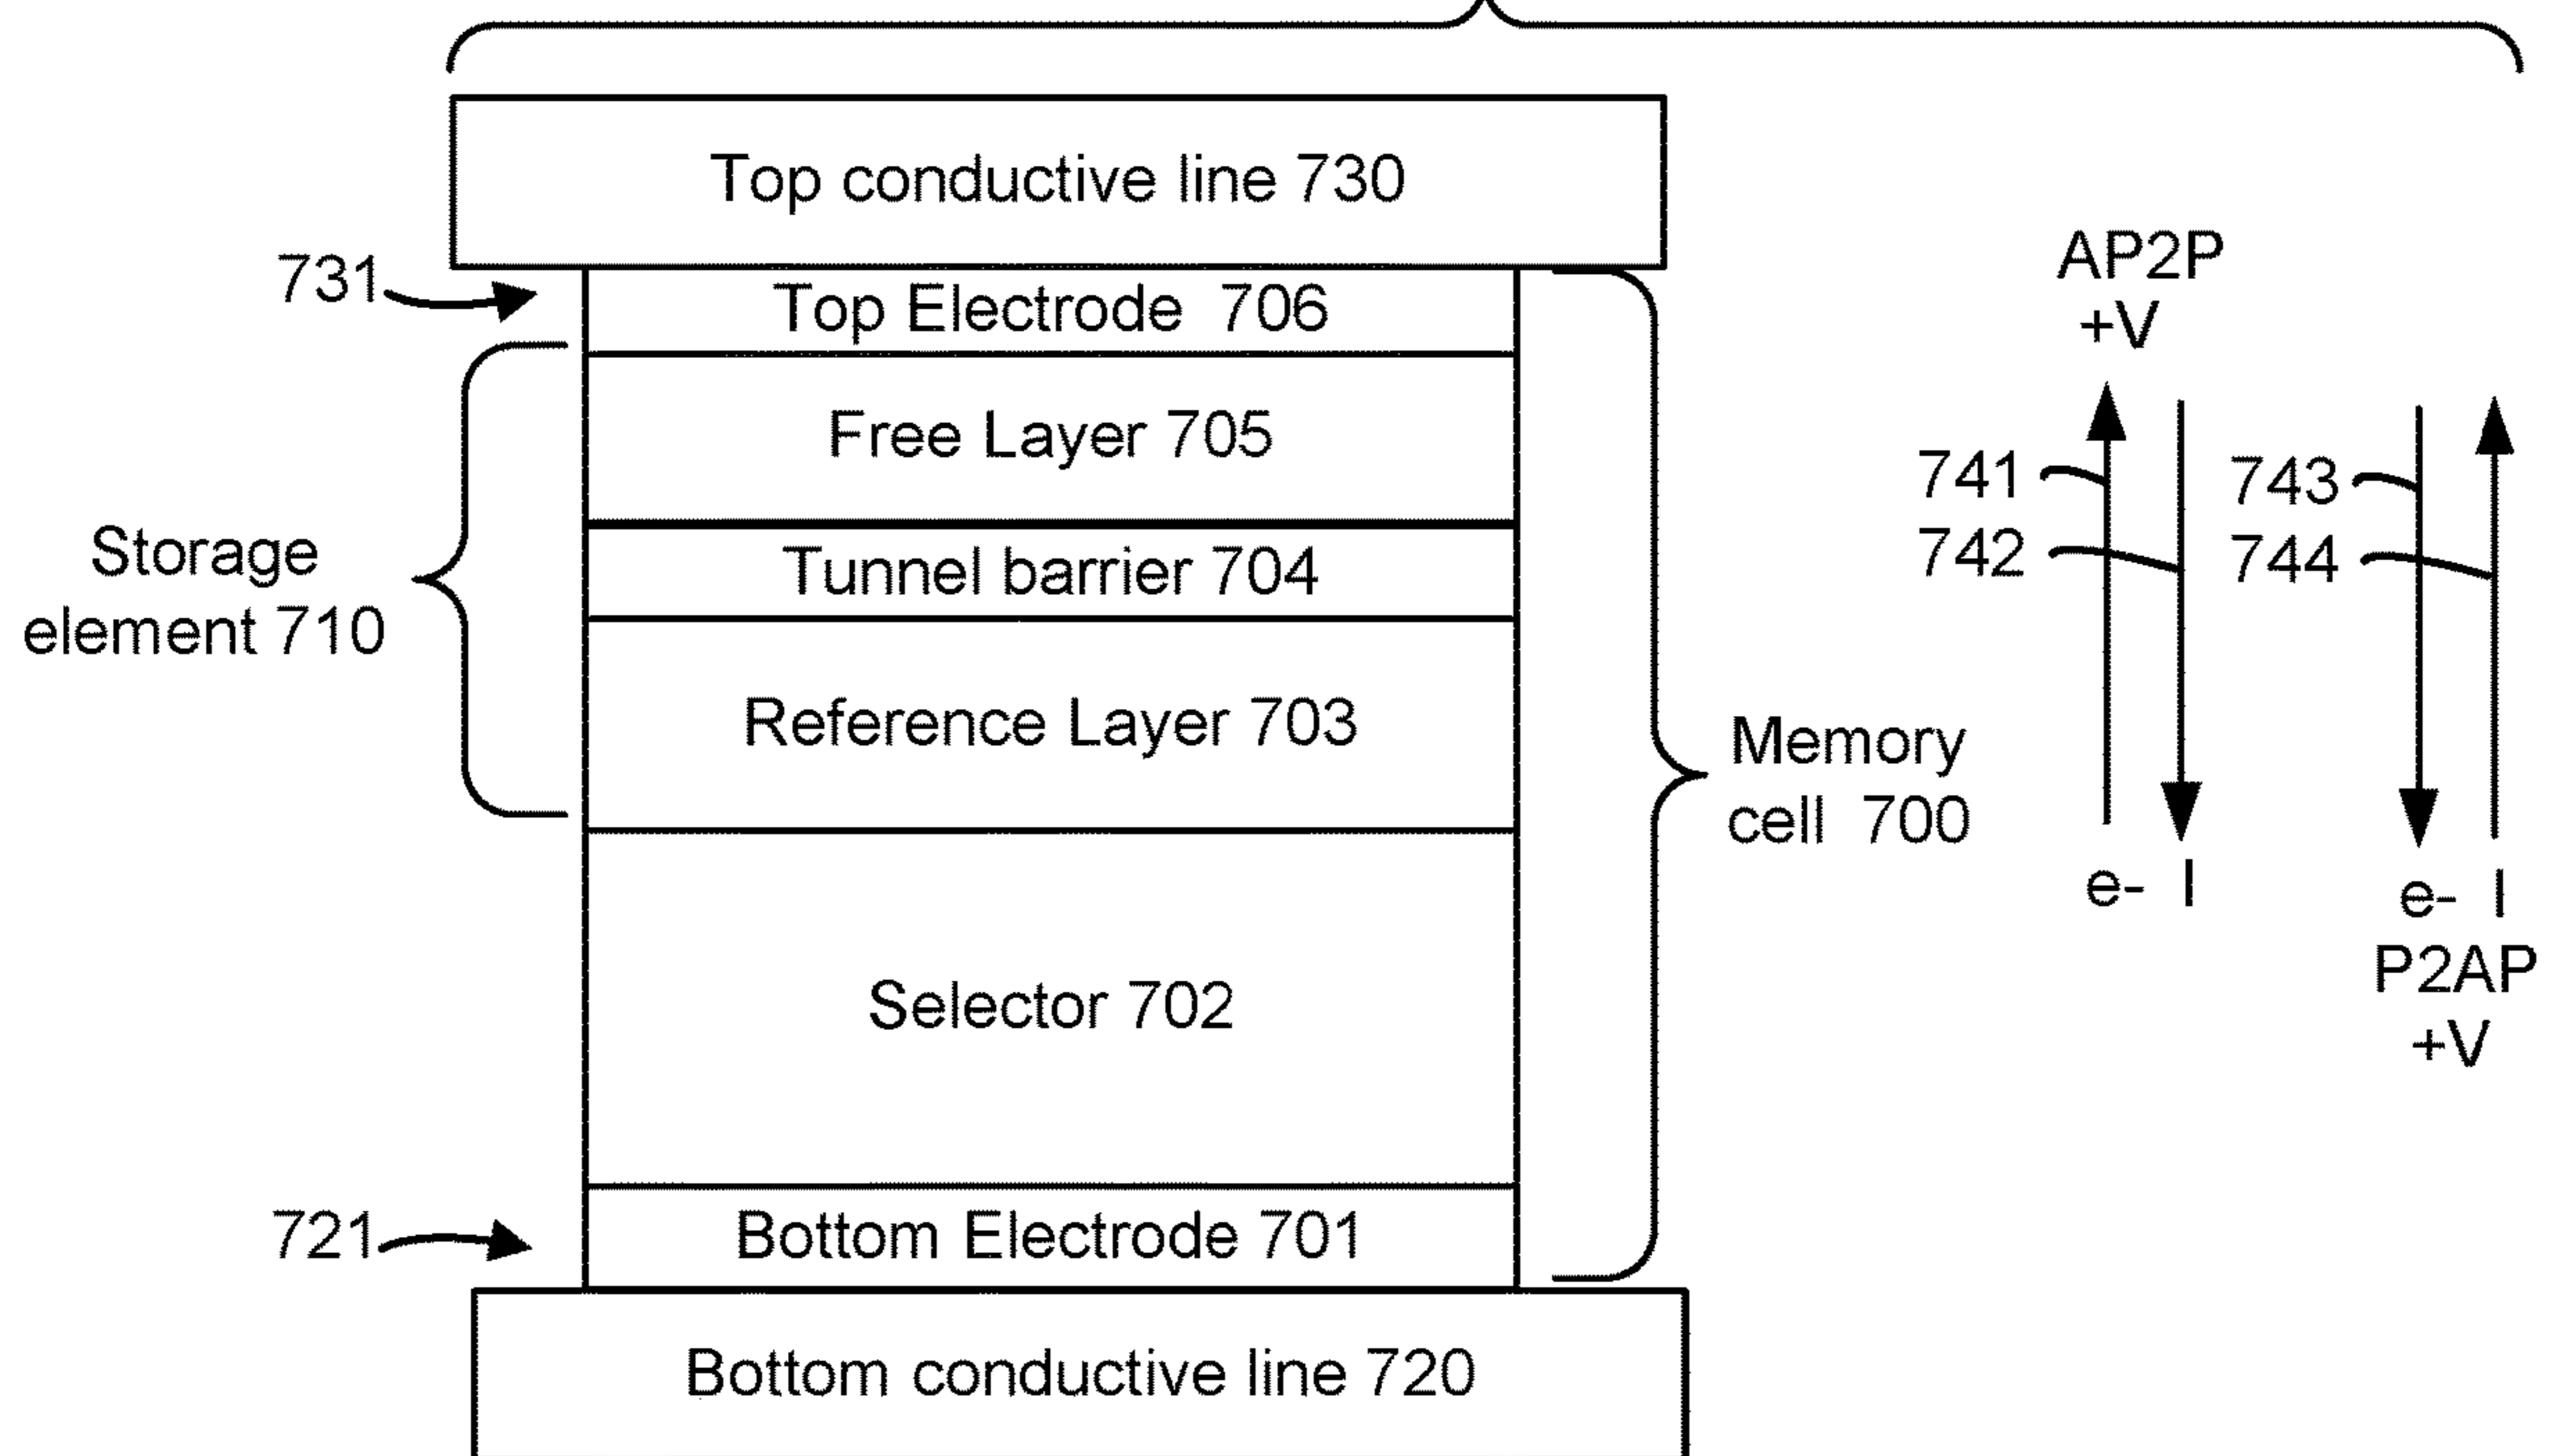 Top conductive line 730
731
Top Electrode 706
Free Layer 705
Tunnel barrier 704
Storage
element 710
Reference Layer 703
Selector 702
721
Bottom Electrode 701
Bottom conductive line 720
Memory
cell 700
AP2P
+V
741
742
743
744
e- I
e- I
P2AP
+V